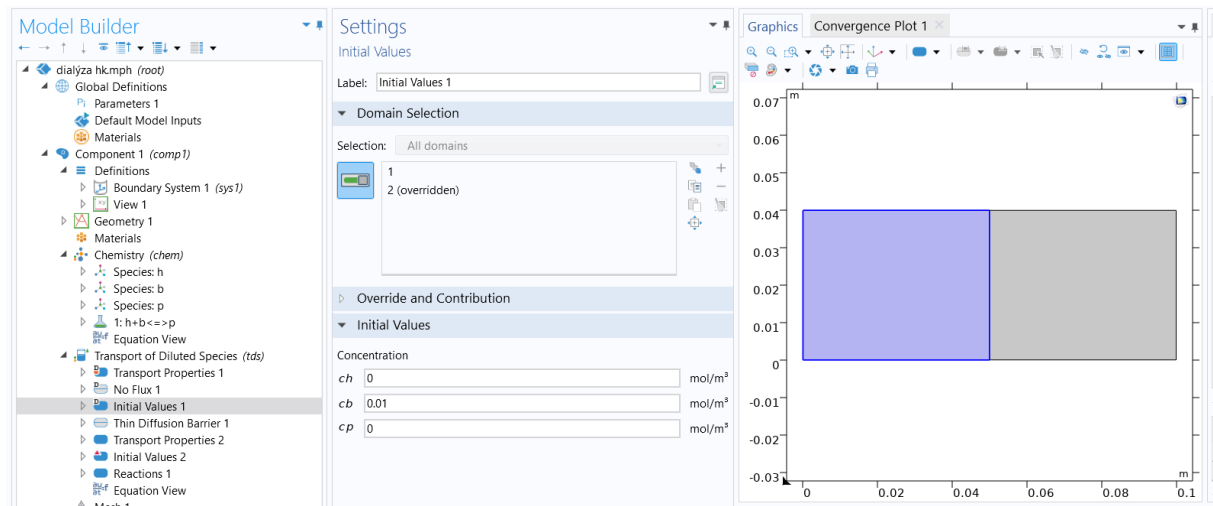 Model Builder
dialýza hk.mph (root)
Global Definitions
Pi Parameters 1
Default Model Inputs
Materials
Component 1 (comp1)
Definitions
Boundary System 1 (sys1)
View 1
Geometry 1
Materials
Chemistry (chem)
Species: h
Species: b
Species: p
1: h+b<=>p
Equation View
Transport of Diluted Species (tds)
Transport Properties 1
No Flux 1
Initial Values 1
Thin Diffusion Barrier 1
Transport Properties 2
Initial Values 2
Reactions 1
Equation View
Mesh 1
Settings
Initial Values
Label: Initial Values 1
Domain Selection
Selection: All domains
1
2 (overridden)
Override and Contribution
Initial Values
Concentration
ch 0 mol/m³
cb 0.01 mol/m³
cp 0 mol/m³
Graphics Convergence Plot 1
m
0.07
0.06
0.05
0.04
0.03
0.02
0.01
0
-0.01
-0.02
-0.03
m
0 0.02 0.04 0.06 0.08 0.1